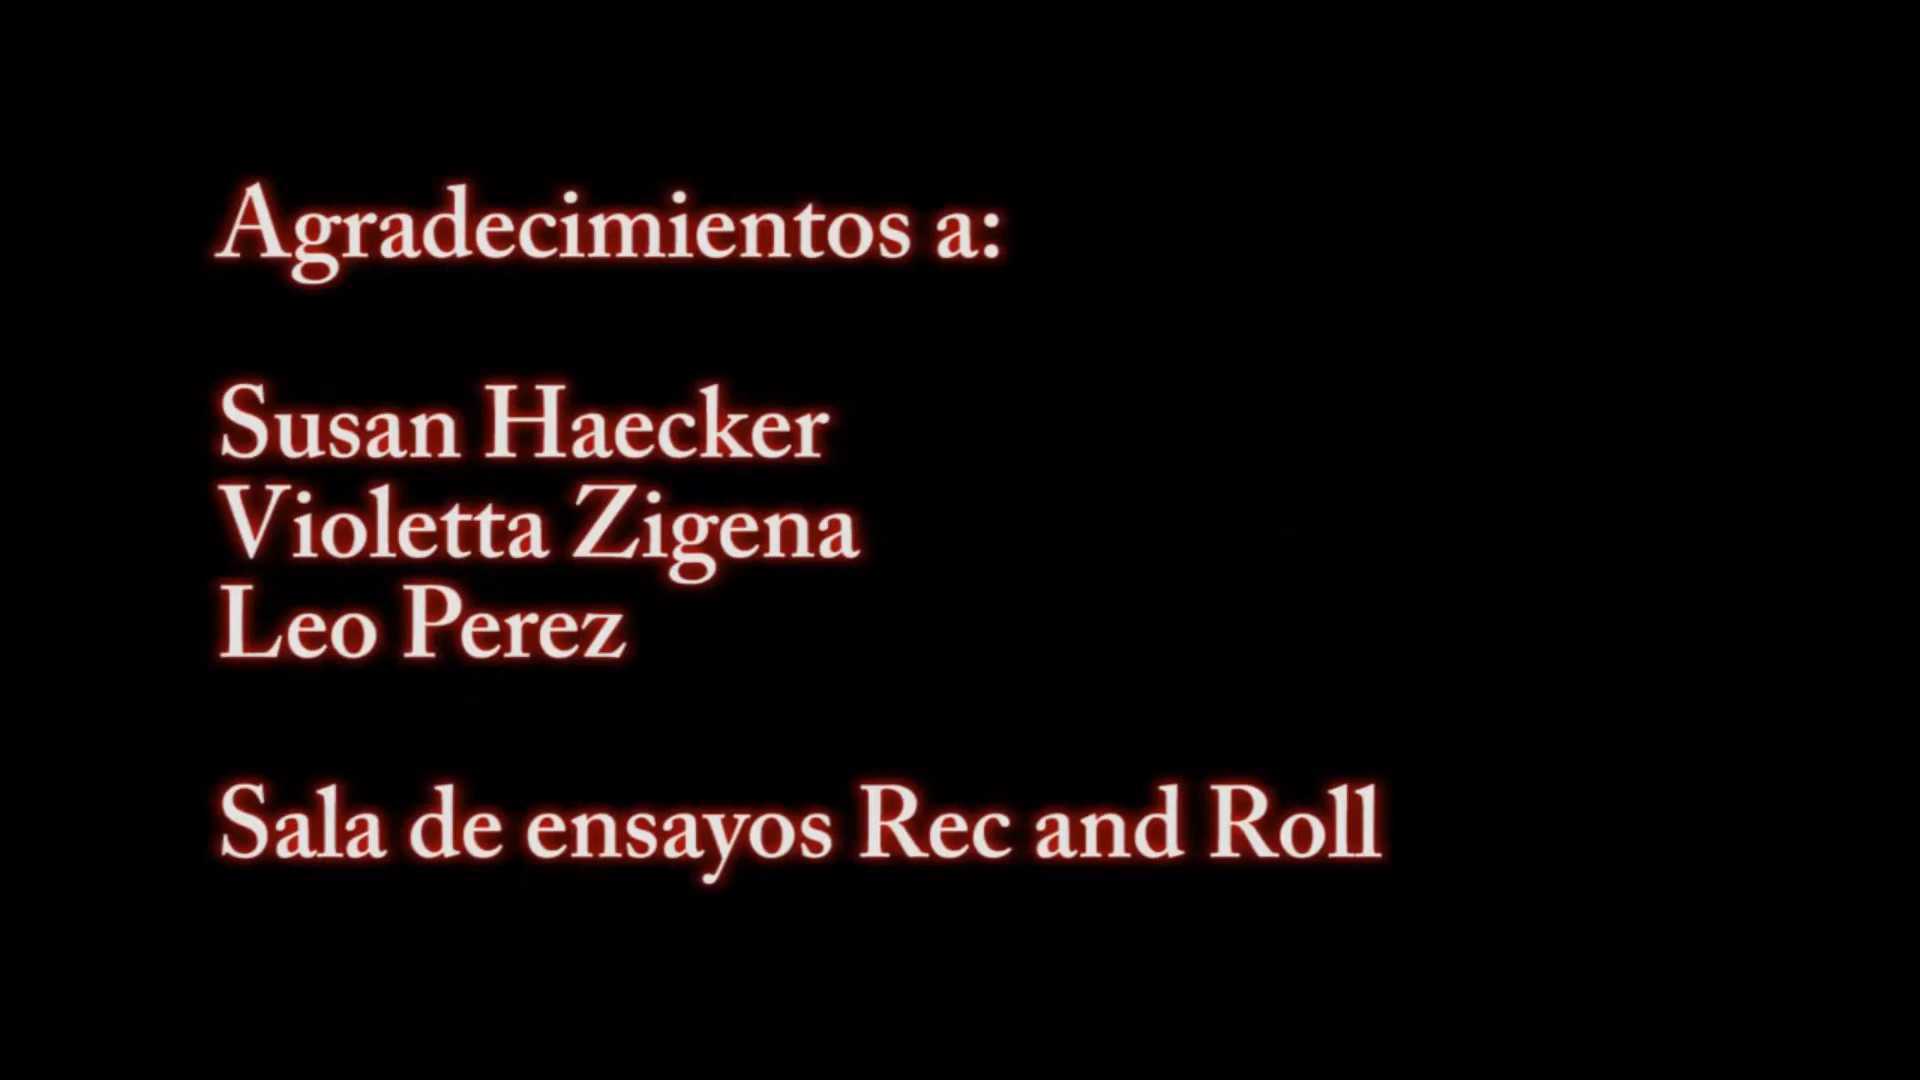 Agradecimientos a:
Susan Haecker
Violetta Zigena
Leo Perez
Sala de ensayos Rec and Roll